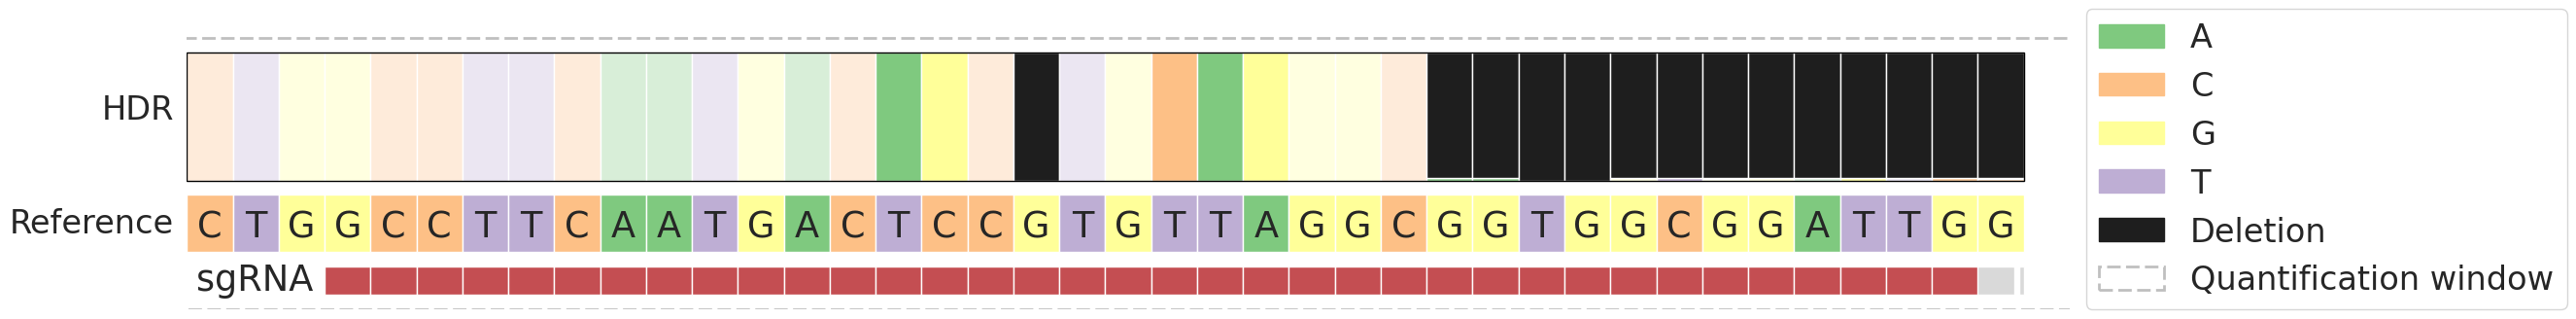 HDR
Reference C T G G C C T T C A A T G A C T C C G T G T T A G G C G G T G G C G G A T T G G
sgRNA
A
C
G
T
Deletion
Quantification window